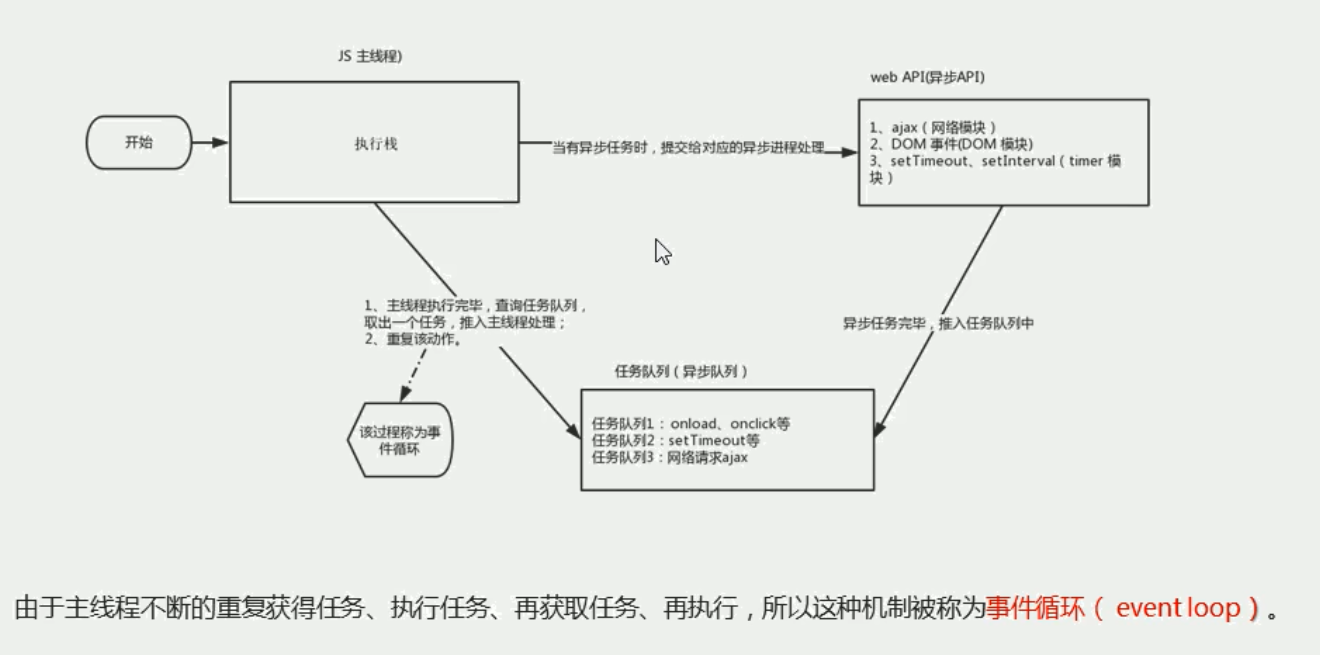 JS 主线程)
web API(异步API)
开始
执行栈
当有异步任务时，提交给对应的异步进程处理
1、ajax（网络模块）
2、DOM 事件(DOM 模块)
3、setTimeout、setInterval（timer 模
块）
1、主线程执行完毕，查询任务队列，
取出一个任务，推入主线程处理；
2、重复该动作。
异步任务完毕，推入任务队列中
任务队列（异步队列）
该过程称为事
件循环
任务队列1：onload、onclick等
任务队列2：setTimeout等
任务队列3：网络请求ajax
由于主线程不断的重复获得任务、执行任务、再获取任务、再执行，所以这种机制被称为事件循环（ event loop）。